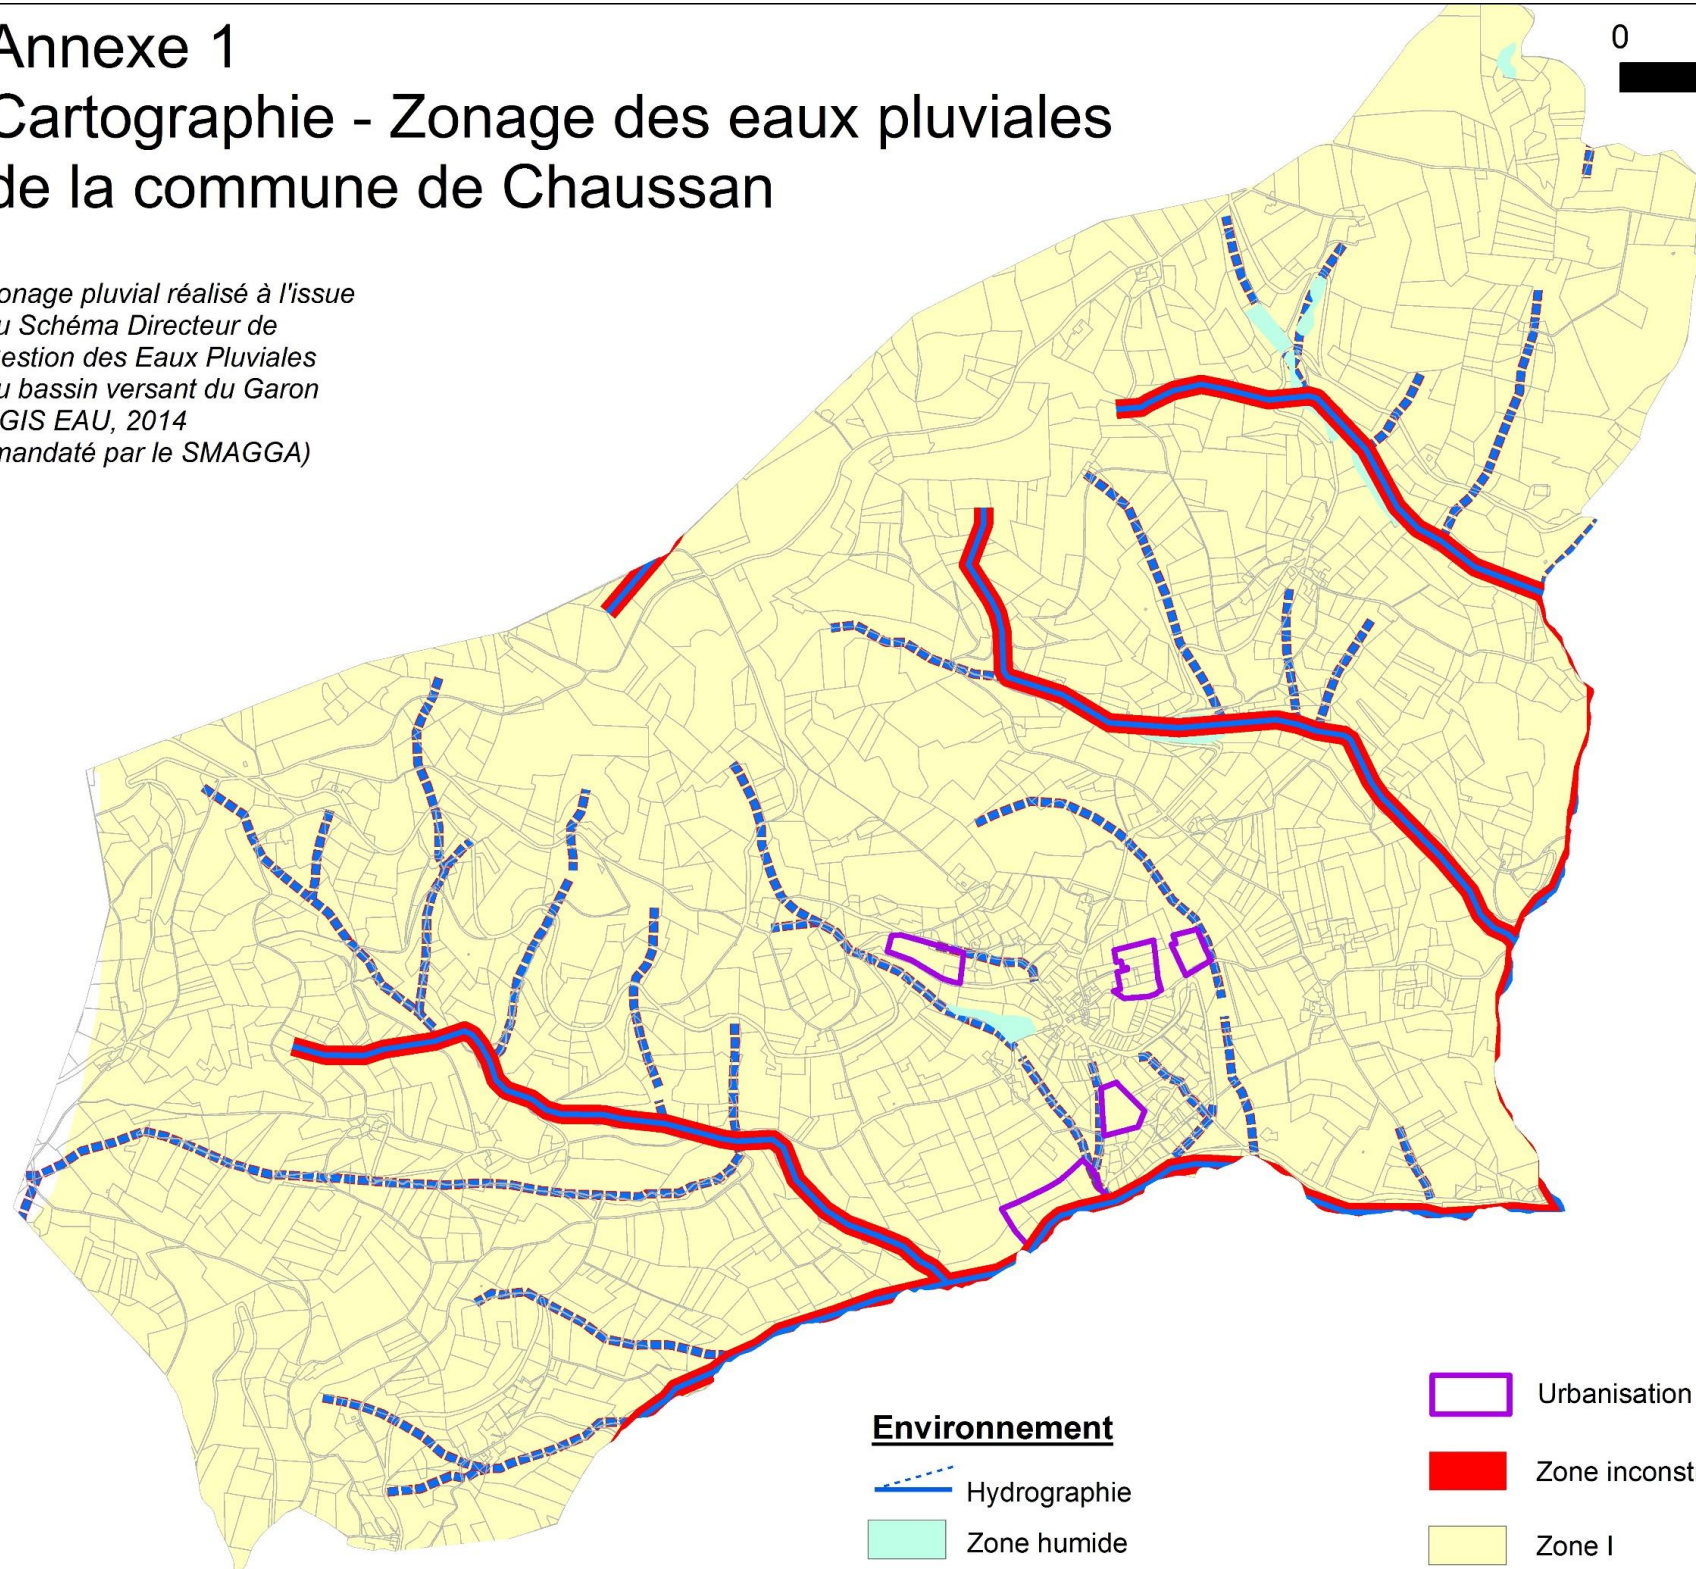 Annexe 1
0
Cartographie - Zonage des eaux pluviales
de la commune de Chaussan
onage pluvial réalisé à l'issue
u Schéma Directeur de
estion des Eaux Pluviales
u bassin versant du Garon
GIS EAU, 2014
mandaté par le SMAGGA)
Environnement
Hydrographie
Zone humide
Urbanisation
Zone inconst
Zone I